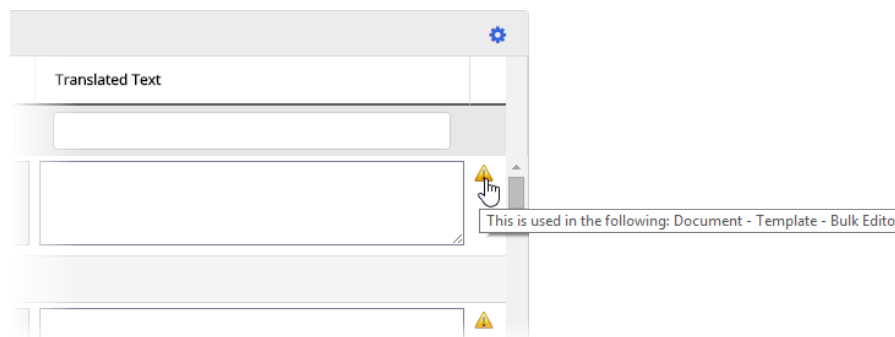 Translated Text
This is used in the following: Document - Template - Bulk Edito